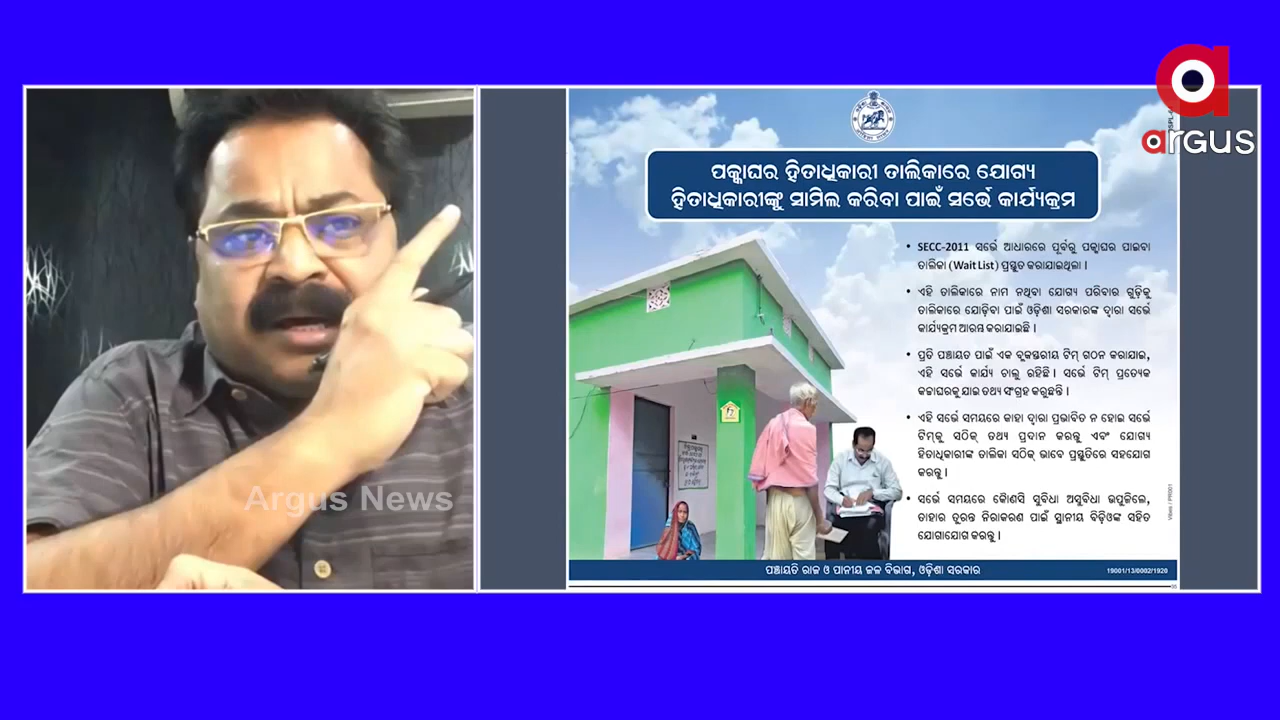 argus
ପକ୍କାଘର ହିତାଧିକାରୀ ତାଲିକାରେ ଯୋଗ୍ୟ
ହିତାଧିକାରୀଙ୍କୁ ସାମିଲ କରିବା ପାଇଁ ସର୍ଭେ କାର୍ଯ୍ୟକ୍ରମ
• SECC-2011 ସର୍ଭେ ଆଧାରରେ ପୂର୍ବରୁ ପକ୍କାଘର ପାଇବା
ତାଲିକା (Wait List) ପ୍ରସ୍ତୁତ କରାଯାଇଥିଲା ।
• ଏହି ତାଲିକାରେ ନାମ ନଥିବା ଯୋଗ୍ୟ ପରିବାର ଗୁଡ଼ିକୁ
ତାଲିକାରେ ଯୋଡ଼ିବା ପାଇଁ ଓଡ଼ିଶା ସରକାରଙ୍କ ଦ୍ୱାରା ସର୍ଭେ
କାର୍ଯ୍ୟକ୍ରମ ଆରମ୍ଭ କରାଯାଇଛି ।
• ପ୍ରତି ପଞ୍ଚାୟତ ପାଇଁ ଏକ ବ୍ଲକସ୍ତରୀୟ ଟିମ୍ ଗଠନ କରାଯାଇ,
ଏହି ସର୍ଭେ କାର୍ଯ୍ୟ ଚାଲୁ ରହିଛି । ସର୍ଭେ ଟିମ୍ ପ୍ରତ୍ୟେକ
କଚ୍ଚାଘରକୁ ଯାଇ ତଥ୍ୟ ସଂଗ୍ରହ କରୁଛନ୍ତି ।
• ଏହି ସର୍ଭେ ସମୟରେ କାହା ଦ୍ୱାରା ପ୍ରଭାବିତ ନ ହୋଇ ସର୍ଭେ
ଟିମ୍‌କୁ ସଠିକ୍ ତଥ୍ୟ ପ୍ରଦାନ କରନ୍ତୁ ଏବଂ ଯୋଗ୍ୟ
ହିତାଧିକାରୀଙ୍କ ତାଲିକା ସଠିକ୍ ଭାବେ ପ୍ରସ୍ତୁତିରେ ସହଯୋଗ
କରନ୍ତୁ ।
• ସର୍ଭେ ସମୟରେ କୌଣସି ସୁବିଧା ଅସୁବିଧା ଉପୁଜିଲେ,
ତାହାର ତୁରନ୍ତ ନିରାକରଣ ପାଇଁ ସ୍ଥାନୀୟ ବିଡ଼ିଓଙ୍କ ସହିତ
ଯୋଗାଯୋଗ କରନ୍ତୁ ।
Argus News
ପଞ୍ଚାୟତି ରାଜ ଓ ପାନୀୟ ଜଳ ବିଭାଗ, ଓଡ଼ିଶା ସରକାର
19001/13/0002/1920